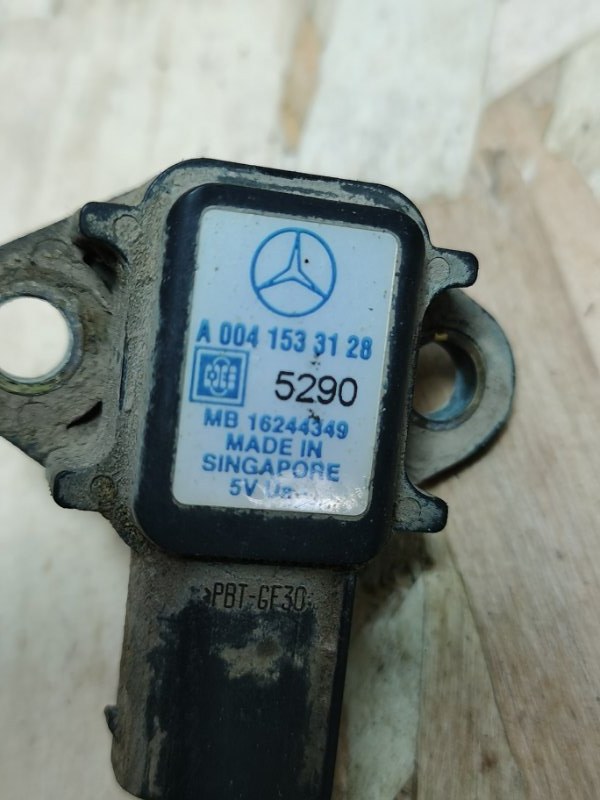 A 004 153 31 28
5290
MB 16244349
MADE IN
SINGAPORE
5V
>PBT-GF30<